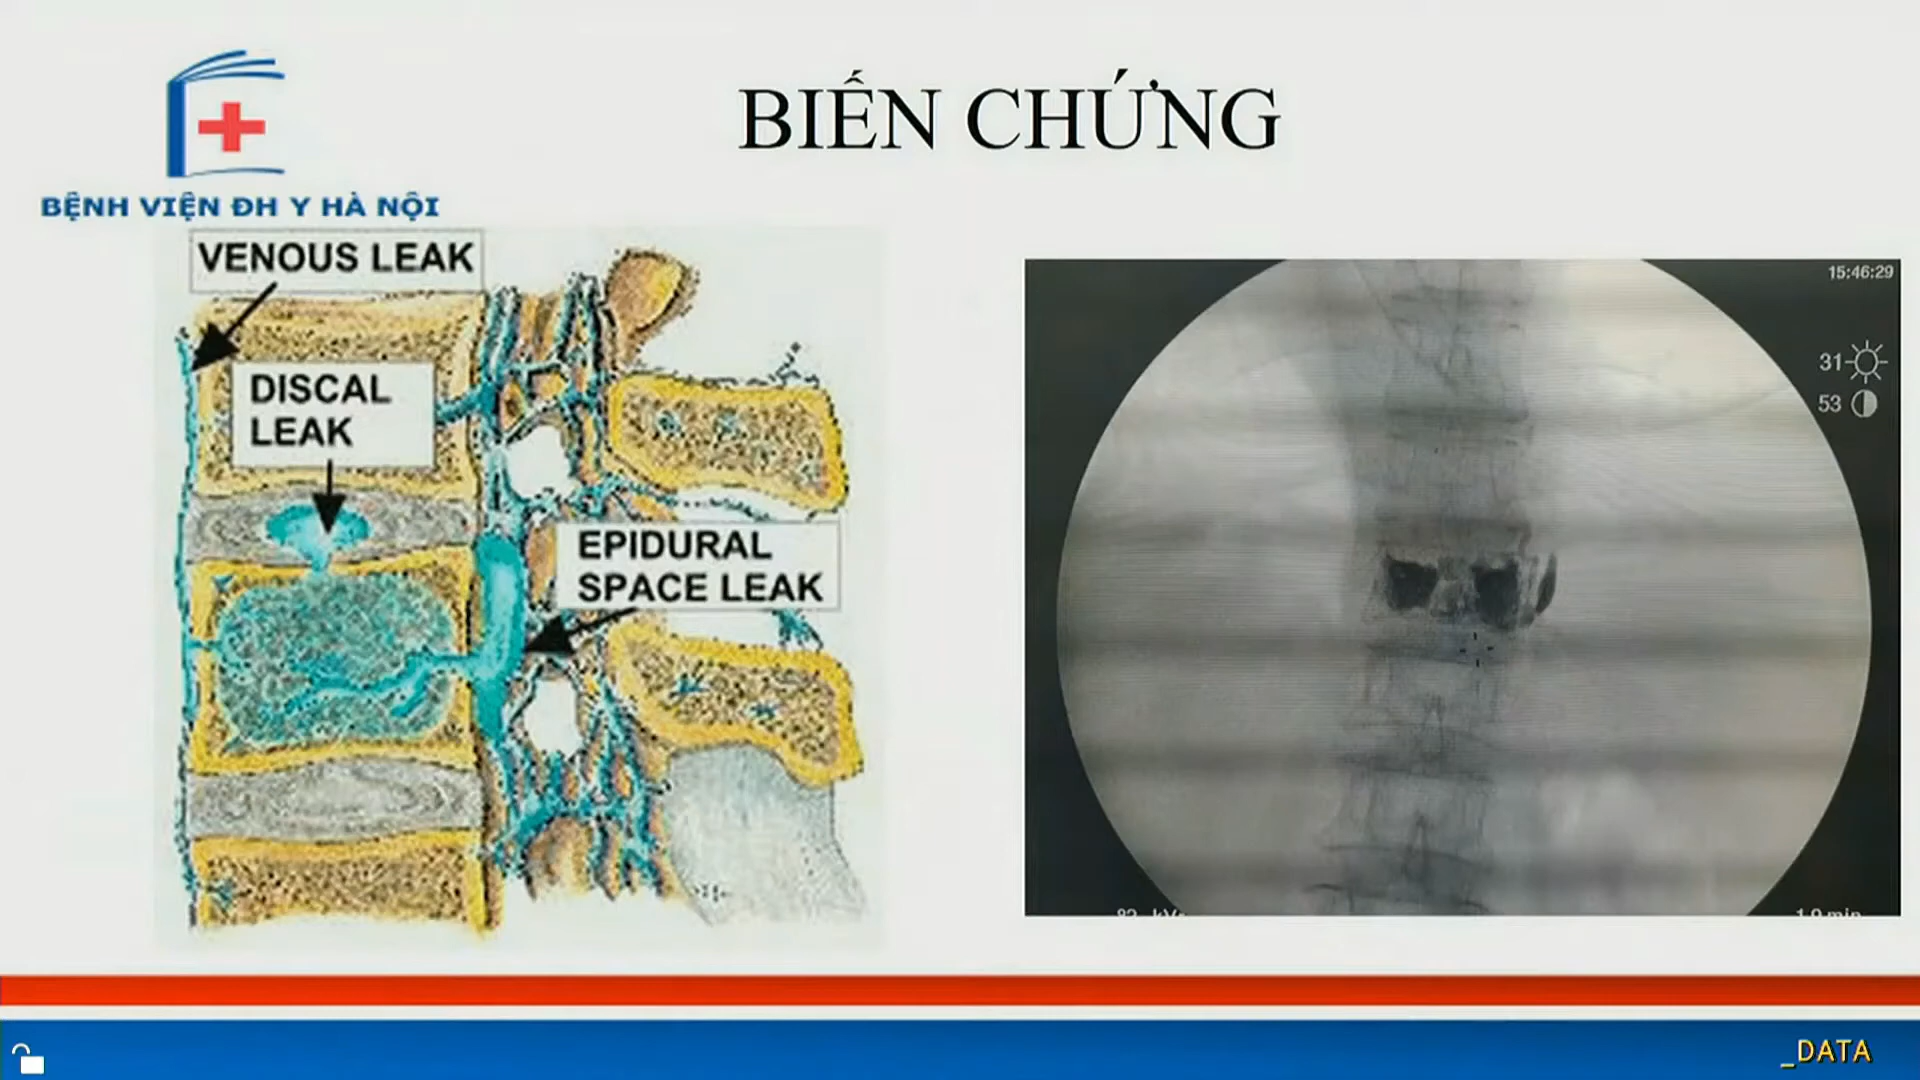 BIẾN CHỨNG
BỆNH VIỆN ĐH Y HÀ NỘI
VENOUS LEAK
DISCAL
LEAK
EPIDURAL
SPACE LEAK
15:46:29
31
53
_DATA